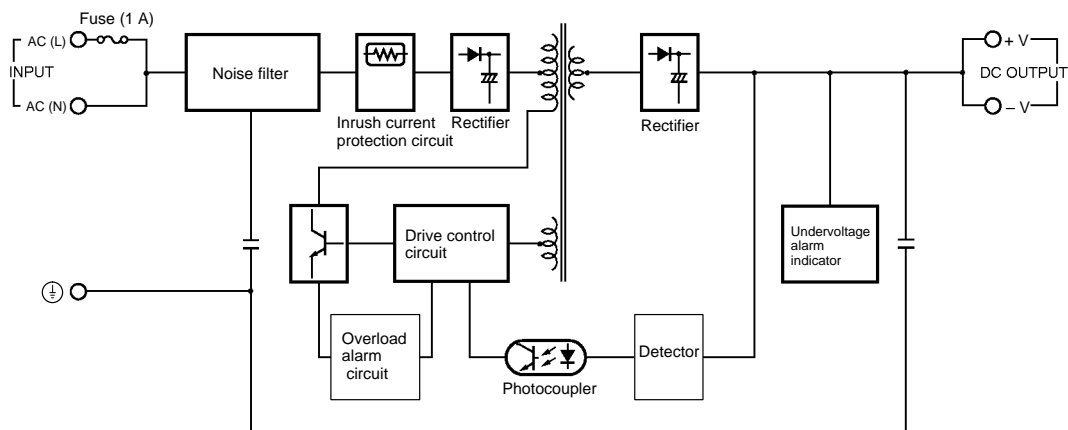 Fuse (1 A)
AC (L)
INPUT
AC (N)
Noise filter
Inrush current
protection circuit
Rectifier
Rectifier
+ V
DC OUTPUT
– V
Drive control
circuit
Undervoltage
alarm
indicator
Overload
alarm
circuit
Photocoupler
Detector